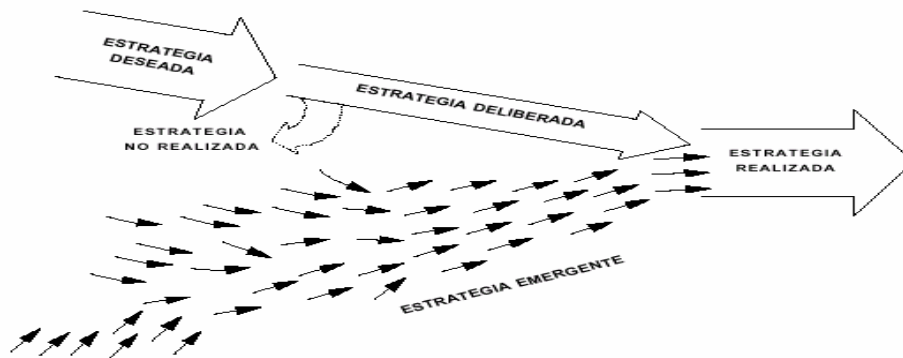 ESTRATEGIA
DESEADA
ESTRATEGIA DELIBERADA
ESTRATEGIA
NO REALIZADA
ESTRATEGIA
REALIZADA
ESTRATEGIA EMERGENTE